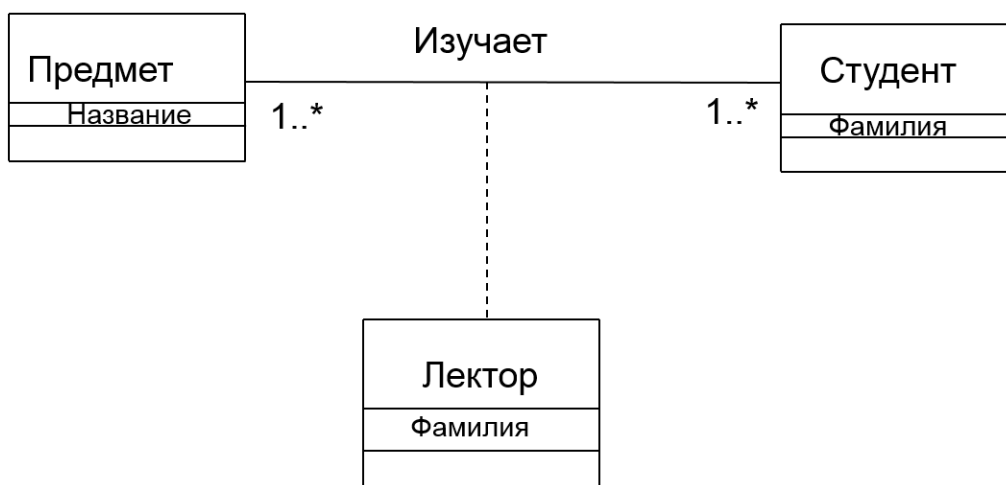 Изучает
Предмет
Название
1..*
1..*
Студент
Фамилия
Лектор
Фамилия